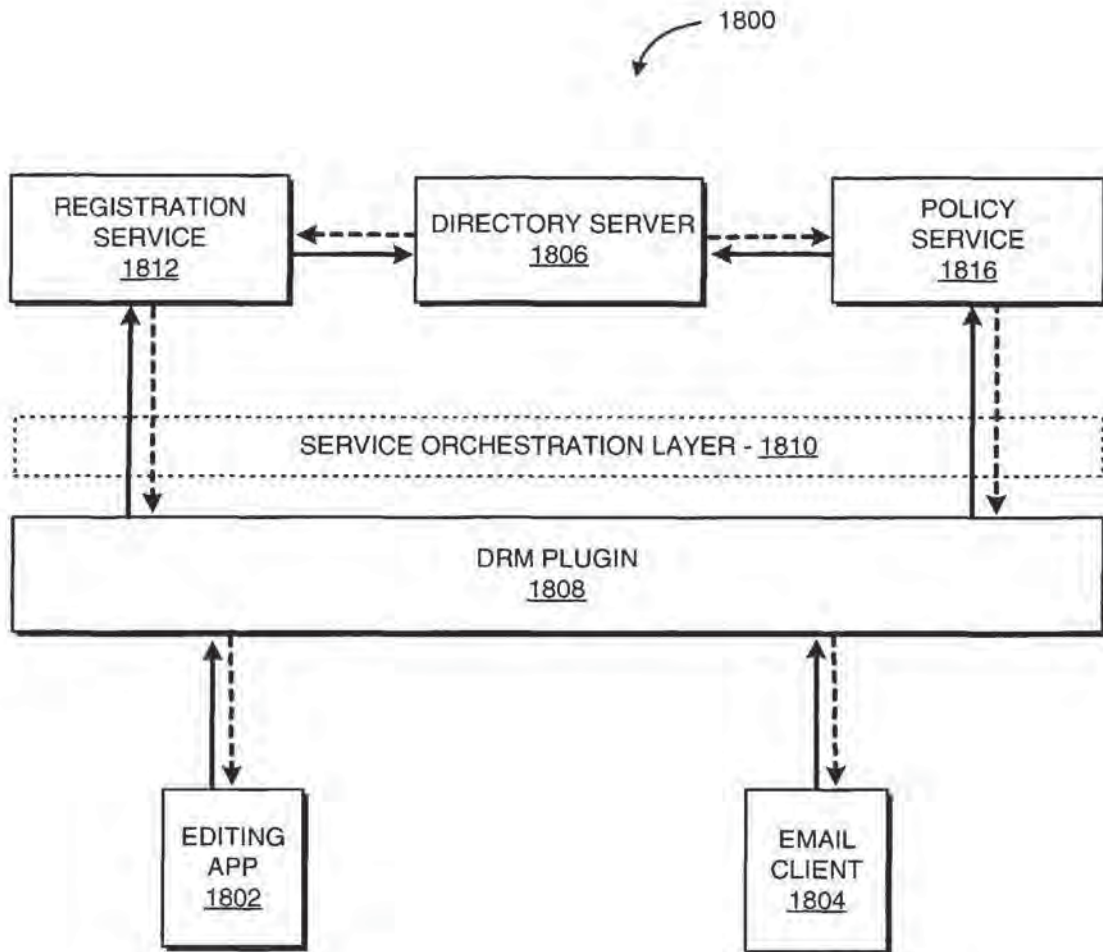 1800
REGISTRATION
SERVICE
1812
DIRECTORY SERVER
1806
POLICY
SERVICE
1816
SERVICE ORCHESTRATION LAYER - 1810
DRM PLUGIN
1808
EDITING
APP
1802
EMAIL
CLIENT
1804